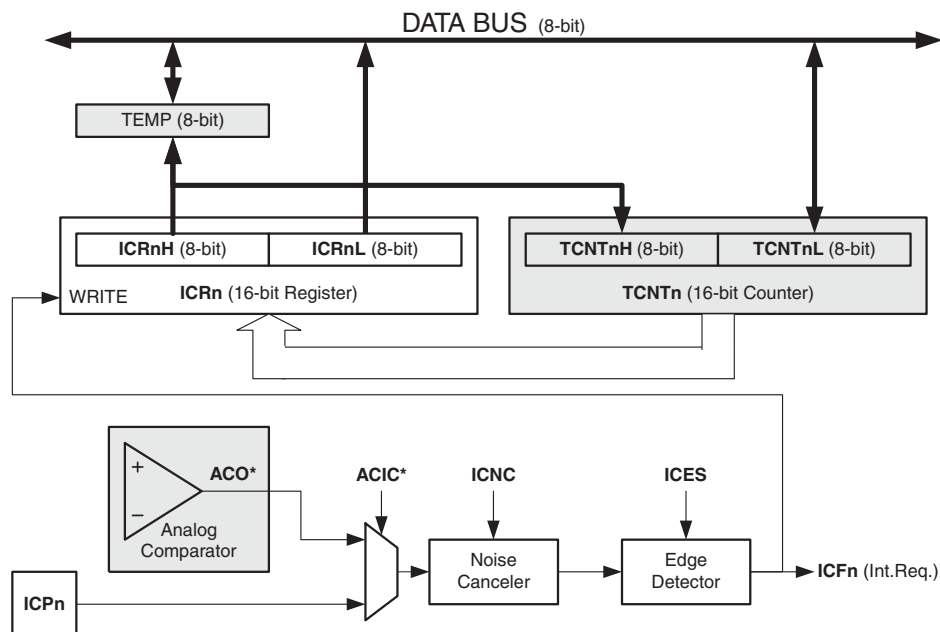 DATA BUS (8-bit)
TEMP (8-bit)
ICRnH (8-bit)
ICRnL (8-bit)
TCNTnH (8-bit)
TCNTnL (8-bit)
WRITE
ICRn (16-bit Register)
TCNTn (16-bit Counter)
+
−
ACO*
Analog
Comparator
ACIC*
ICNC
ICES
Noise
Canceler
Edge
Detector
ICFn (Int.Req.)
ICPn